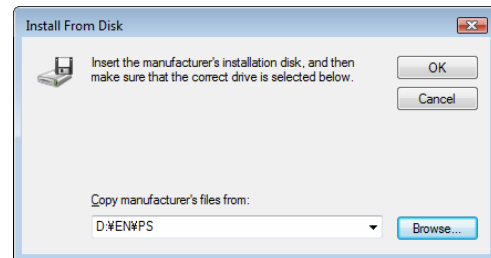 Install From Disk
Insert the manufacturer's installation disk, and then
make sure that the correct drive is selected below.
OK
Cancel
Copy manufacturer's files from:
D:¥EN¥PS
Browse...